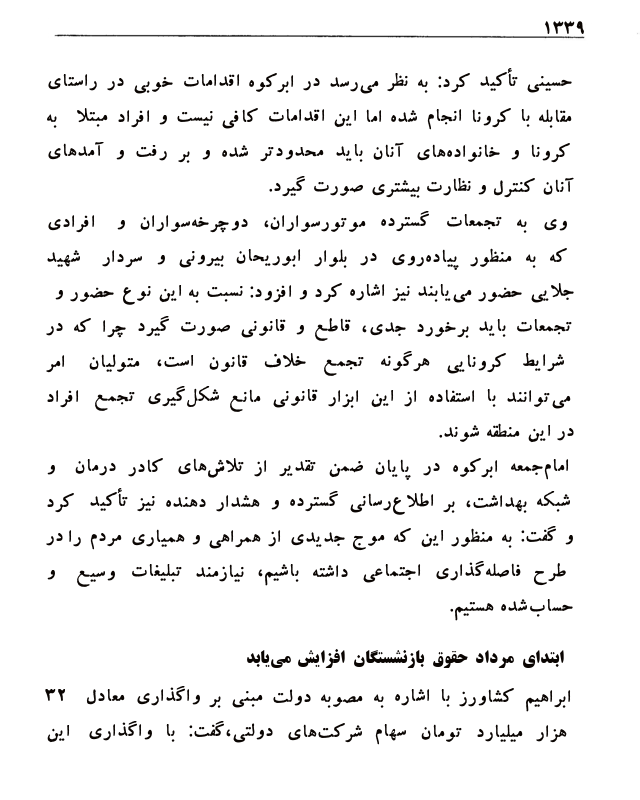 ۱۳۳۹
حسینی تأکید کرد: به نظر می‌رسد در ابرکوه اقدامات خوبی در راستای
مقابله با کرونا انجام شده اما این اقدامات کافی نیست و افراد مبتلا به
کرونا و خانواده‌های آنان باید محدودتر شده و بر رفت و آمدهای
آنان کنترل و نظارت بیشتری صورت گیرد.
وی به تجمعات گسترده موتورسواران، دوچرخه‌سواران و افرادی
که به منظور پیاده‌روی در بلوار ابوریحان بیرونی و سردار شهید
جلایی حضور می‌یابند نیز اشاره کرد و افزود: نسبت به این نوع حضور و
تجمعات باید برخورد جدی، قاطع و قانونی صورت گیرد چرا که در
شرایط کرونایی هرگونه تجمع خلاف قانون است، متولیان امر
می‌توانند با استفاده از این ابزار قانونی مانع شکل‌گیری تجمع افراد
در این منطقه شوند.
امام‌جمعه ابرکوه در پایان ضمن تقدیر از تلاش‌های کادر درمان و
شبکه بهداشت، بر اطلاع‌رسانی گسترده و هشدار دهنده نیز تأکید کرد
و گفت: به منظور این که موج جدیدی از همراهی و همیاری مردم را در
طرح فاصله‌گذاری اجتماعی داشته باشیم، نیازمند تبلیغات وسیع و
حساب‌شده هستیم.
ابتدای مرداد حقوق بازنشستگان افزایش می‌یابد
ابراهیم کشاورز با اشاره به مصوبه دولت مبنی بر واگذاری معادل ۳۲
هزار میلیارد تومان سهام شرکت‌های دولتی،گفت: با واگذاری این